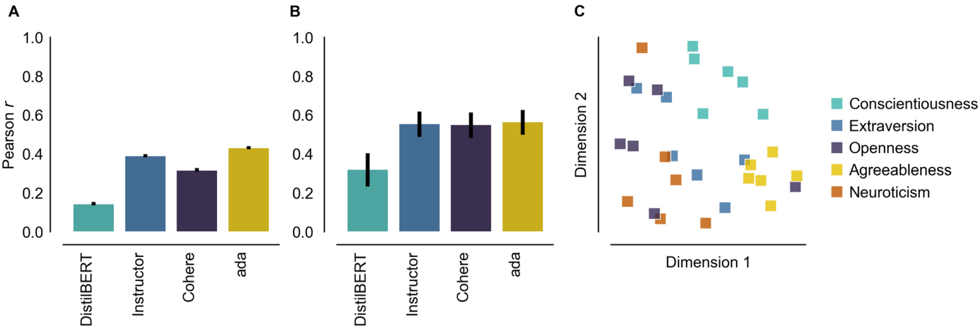 A
Pearson r
1.0
0.8
0.6
0.4
0.2
0.0
DistilBERT
Instructor
Cohere
ada
B
1.0
0.8
0.6
0.4
0.2
0.0
DistilBERT
Instructor
Cohere
ada
C
Dimension 2
Dimension 1
Conscientiousness
Extraversion
Openness
Agreeableness
Neuroticism